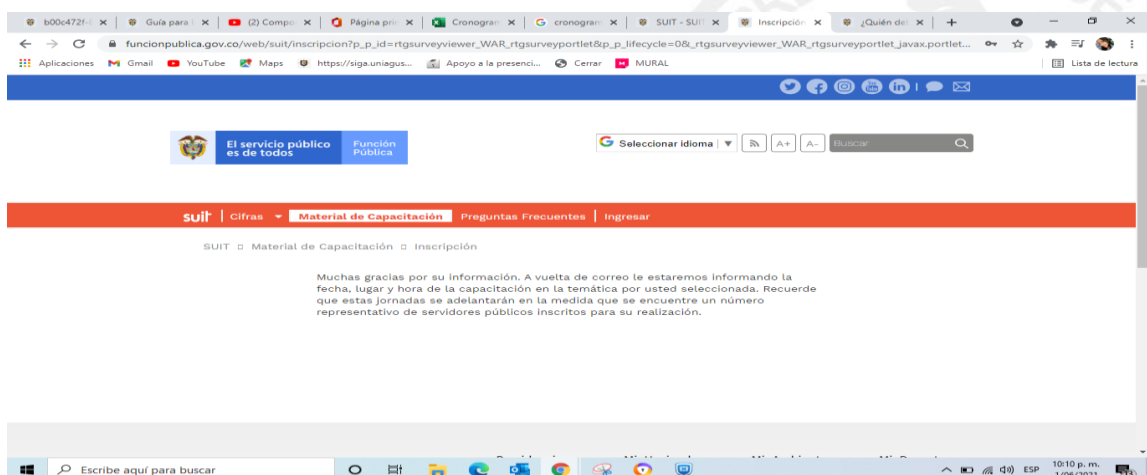 b00c472f-(
Guía para l
(2) Compo
Página prin
Cronogram
cronogram
SUIT - SUIT
Inscripción
¿Quién del
funcionpublica.gov.co/web/suit/inscripcion?p_p_id=rtgsurveyviewer_WAR_rtgsurveyportlet&p_p_lifecycle=0&_rtgsurveyviewer_WAR_rtgsurveyportlet_javax.portlet...
Aplicaciones
Gmail
YouTube
Maps
https://siga.uniagus...
Apoyo a la presenci...
Cerrar
MURAL
Lista de lectura
El servicio público
es de todos
Función
Pública
Seleccionar idioma
A+
A-
Buscar
suit
Cifras
Material de Capacitación
Preguntas Frecuentes
Ingresar
SUIT Material de Capacitación Inscripción
Muchas gracias por su información. A vuelta de correo le estaremos informando la
fecha, lugar y hora de la capacitación en la temática por usted seleccionada. Recuerde
que estas jornadas se adelantarán en la medida que se encuentre un número
representativo de servidores públicos inscritos para su realización.
Escribe aquí para buscar
ESP
10:10 p. m.
1/06/2021